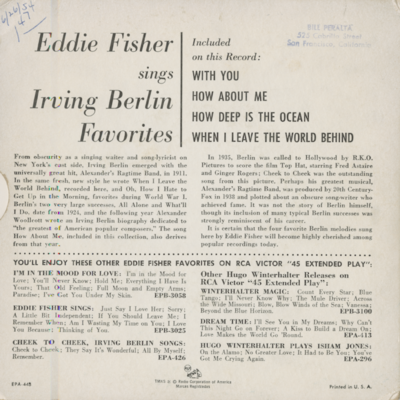 6/26/54
Eddie Fisher
sings
Irving Berlin
Favorites
Included
on this Record:
WITH YOU
HOW ABOUT ME
HOW DEEP IS THE OCEAN
WHEN I LEAVE THE WORLD BEHIND
From obscurity as a singing waiter and song-lyricist on
New York's east side, Irving Berlin emerged with the
universally great hit, Alexander's Ragtime Band, in 1911.
In the same fresh, new style he wrote When I Leave the
World Behind, recorded here, and Oh, How I Hate to
Get Up in the Morning, favorites during World War I.
Berlin's two very large successes, All Alone and What'll
I Do, date from 1924, and the following year Alexander
Woollcott wrote an Irving Berlin biography dedicated to
"the greatest of American popular composers." The song
How About Me, included in this collection, also derives
from that year.
In 1935, Berlin was called to Hollywood by R.K.O.
Pictures to score the film Top Hat, starring Fred Astaire
and Ginger Rogers; Cheek to Cheek was the outstanding
song from this picture. Perhaps his greatest musical,
Alexander's Ragtime Band, was produced by 20th Century-
Fox in 1938 and plotted about an obscure song-writer who
achieved fame. It was not the story of Berlin himself,
though its inclusion of many typical Berlin successes was
strongly reminiscent of his career.
It is certain that the four favorite Berlin melodies sung
here by Eddie Fisher will become highly cherished among
popular recordings today.
YOU'LL ENJOY THESE OTHER EDDIE FISHER FAVORITES ON RCA VICTOR "45 EXTENDED PLAY":
I'M IN THE MOOD FOR LOVE: I'm in the Mood for
Love; You'll Never Know; Hold Me; Everything I Have Is
Yours; That Old Feeling; Full Moon and Empty Arms;
Paradise; I've Got You Under My Skin. EPB-3058
EDDIE FISHER SINGS: Just Say I Love Her; Sorry;
A Little Bit Independent; If You Should Leave Me; I
Remember When; Am I Wasting My Time on You; I Love
You Because; Thinking of You. EPB-3025
CHEEK TO CHEEK, IRVING BERLIN SONGS:
Cheek to Cheek; They Say It's Wonderful; All By Myself;
Remember. EPA-426
Other Hugo Winterhalter Releases on
RCA Victor "45 Extended Play":
WINTERHALTER MAGIC: Count Every Star; Blue
Tango; I'll Never Know Why; The Mule Driver; Across
the Wide Missouri; Blow, Blow Winds of the Sea; Vanessa;
Beyond the Blue Horizon. EPB-3100
DREAM TIME: I'll See You in My Dreams; Why Can't
This Night Go on Forever; A Kiss to Build a Dream On;
Love Makes the World Go 'Round. EPA-413
HUGO WINTERHALTER PLAYS ISHAM JONES:
On the Alamo; No Greater Love; It Had to Be You; You've
Got Me Crying Again. EPA-296
EPA-448
Radio Corporation of America
Printed in U. S. A.